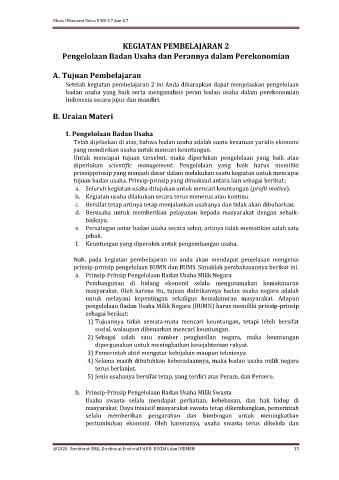 Modul Ekonomi Kelas X KD 3.7 dan 4.7
KEGIATAN PEMBELAJARAN 2
Pengelolaan Badan Usaha dan Perannya dalam Perekonomian
A. Tujuan Pembelajaran
Setelah kegiatan pembelajaran 2 ini Anda diharapkan dapat menjelaskan pengelolaan
badan usaha yang baik serta menganalisis peran badan usaha dalam perekonomian
Indonesia secara jujur dan mandiri.
B. Uraian Materi
1. Pengelolaan Badan Usaha
Telah dijelaskan di atas, bahwa badan usaha adalah suatu kesatuan yuridis ekonomi
yang mendirikan usaha untuk mencari keuntungan.
Untuk mencapai tujuan tersebut, maka diperlukan pengelolaan yang baik atau
diperlukan scientific management. Pengelolaan yang baik harus memiliki
prinsipprinsip yang menjadi dasar dalam melakukan suatu kegiatan untuk mencapai
tujuan badan usaha. Prinsip-prinsip yang dimaksud antara lain sebagai berikut.
a. Seluruh kegiatan usaha ditujukan untuk mencari keuntungan (profit motive).
b. Kegiatan usaha dilakukan secara terus menerus atau kontinu.
c. Bersifat tetap artinya tetap menjalankan usahanya dan tidak akan dibubarkan.
d. Berusaha untuk memberikan pelayanan kepada masyarakat dengan sebaik-
baiknya.
e. Persaingan antar badan usaha secara sehat, artinya tidak mematikan salah satu
pihak.
f. Keuntungan yang diperoleh untuk pengembangan usaha.
Nah, pada kegiatan pembelajaran ini anda akan mendapat penjelasan mengenai
prinsip-prinsip pengelolaan BUMN dan BUMS. Simaklah pembahasannya berikut ini.
a. Prinsip-Prinsip Pengelolaan Badan Usaha Milik Negara
Pembangunan di bidang ekonomi selalu mengutamakan kemakmuran
masyarakat. Oleh karena itu, tujuan didirikannya badan usaha negara adalah
untuk melayani kepentingan sekaligus kemakmuran masyarakat. Adapun
pengelolaan Badan Usaha Milik Negara (BUMN) harus memiliki prinsip-prinsip
sebagai berikut:
1) Tujuannya tidak semata-mata mencari keuntungan, tetapi lebih bersifat
sosial, walaupun dibenarkan mencari keuntungan.
2) Sebagai salah satu sumber penghasilan negara, maka keuntungan
dipergunakan untuk meningkatkan kesejahteraan rakyat.
3) Pemerintah aktif mengatur kebijakan maupun teknisnya.
4) Selama masih dibutuhkan keberadaannya, maka badan usaha milik negara
terus berlanjut.
5) Jenis usahanya bersifat tetap, yang terdiri atas Perum, dan Persero.
b. Prinsip-Prinsip Pengelolaan Badan Usaha Milik Swasta
Usaha swasta selalu mendapat perhatian, kebebasan, dan hak hidup di
masyarakat. Daya inisiatif masyarakat swasta tetap dikembangkan, pemerintah
selalu memberikan pengarahan dan bimbingan untuk meningkatkan
pertumbuhan ekonomi. Oleh karenanya, usaha swasta terus dikelola dan
@2020, Direktorat SMA, Direktorat Jenderal PAUD, DIKDAS dan DIKMEN
15